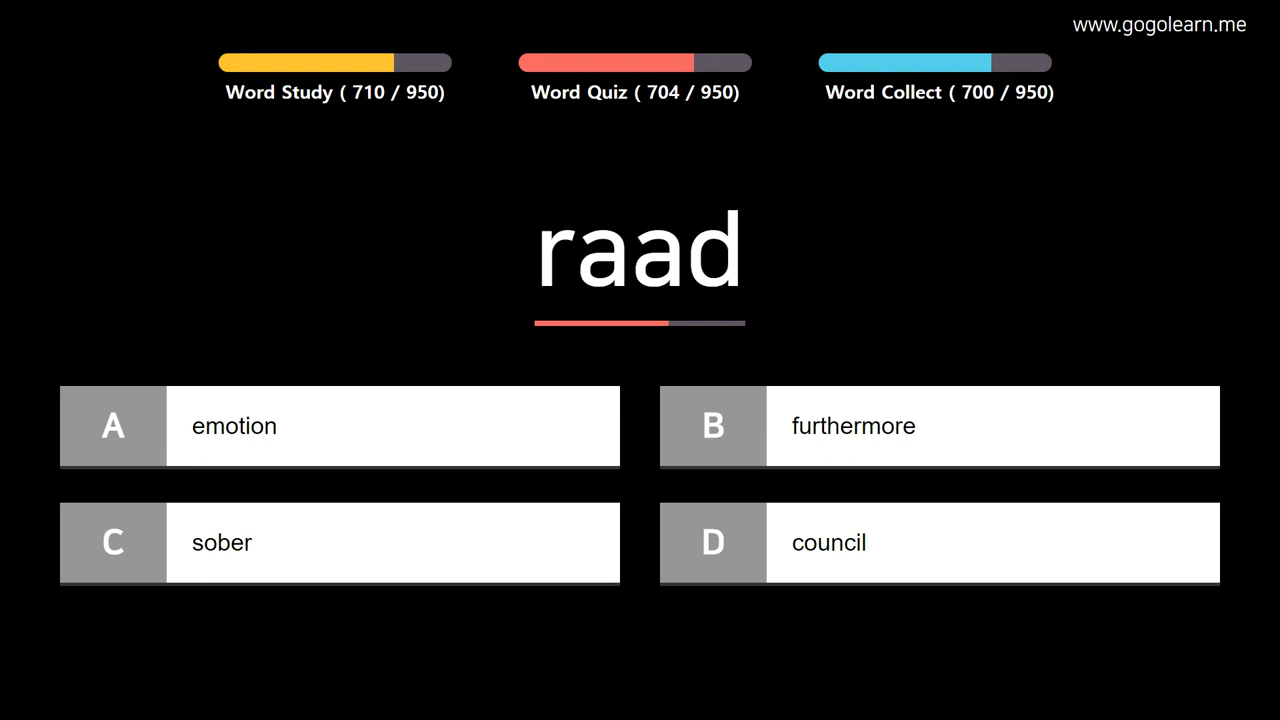 www.gogolearn.me
Word Study ( 710 / 950)
Word Quiz ( 704 / 950)
Word Collect ( 700 / 950)
raad
A emotion
B furthermore
C sober
D council